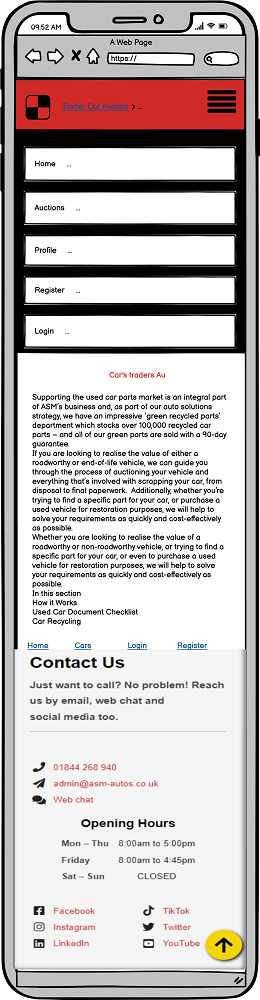 09:52 AM
A Web Page
https://
Trader Car Auction > ..
Home ...
Auctions ...
Profile ...
Register ...
Login ...
Car's traders Au
Supporting the used car parts market is an integral part
of ASM's business and, as part of our auto solutions
strategy, we have an impressive 'green recycled parts'
department which stocks over 100,000 recycled car
parts – and all of our green parts are sold with a 90-day
guarantee.
If you are looking to realise the value of either a
roadworthy or end-of-life vehicle, we can guide you
through the process of auctioning your vehicle and
everything that's involved with scrapping your car, from
disposal to final paperwork.  Additionally, whether you're
trying to find a specific part for your car, or purchase a
used vehicle for restoration purposes, we will help to
solve your requirements as quickly and cost-effectively
as possible.
Whether you are looking to realise the value of a
roadworthy or non-roadworthy vehicle, or trying to find a
specific part for your car, or even to purchase a used
vehicle for restoration purposes, we will help to solve
your requirements as quickly and cost-effectively as
possible.
In this section
How it Works
Used Car Document Checklist
Car Recycling
Home Cars Login Register
Contact Us
Just want to call? No problem! Reach
us by email, web chat and
social media too.
01844 268 940
admin@asm-autos.co.uk
Web chat
Opening Hours
Mon – Thu 8:00am to 5:00pm
Friday 8:00am to 4:45pm
Sat – Sun CLOSED
Facebook TikTok
Instagram Twitter
LinkedIn YouTube